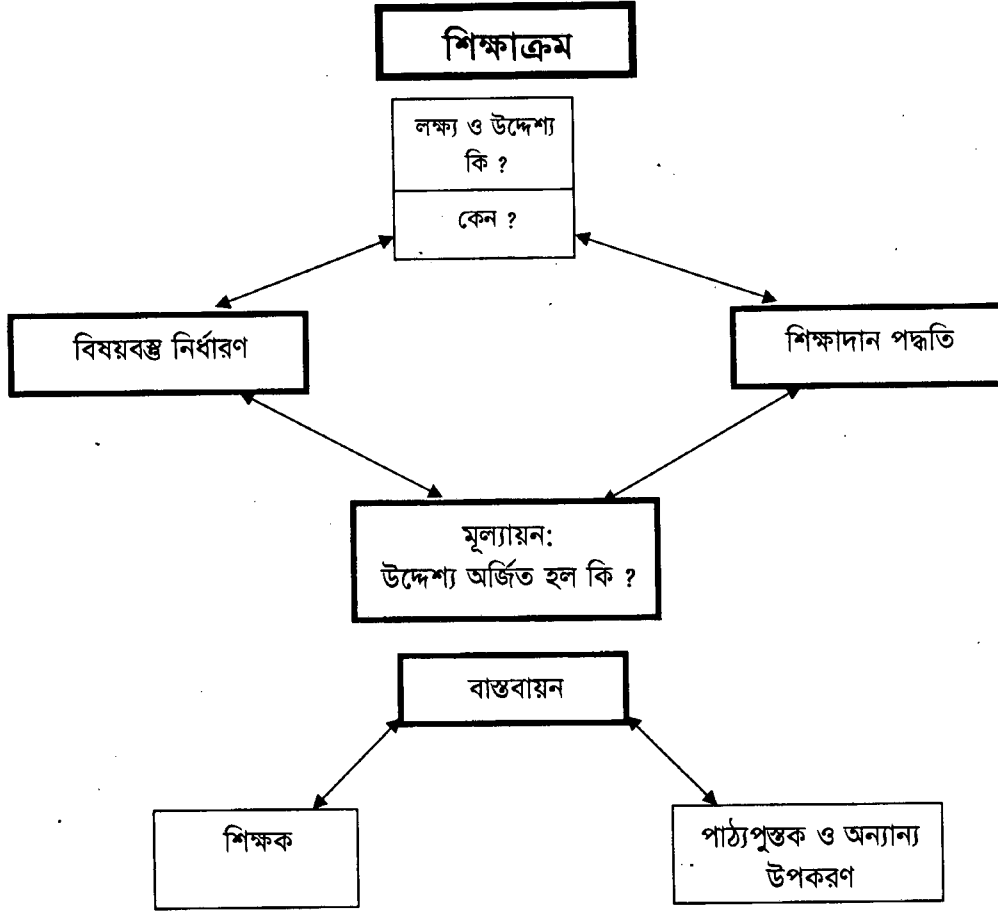 শিক্ষাক্রম
লক্ষ্য ও উদ্দেশ্য
কি ?
কেন ?
বিষয়বস্তু নির্ধারণ
শিক্ষাদান পদ্ধতি
মূল্যায়ন:
উদ্দেশ্য অর্জিত হল কি ?
বাস্তবায়ন
শিক্ষক
পাঠ্যপুস্তক ও অন্যান্য
উপকরণ